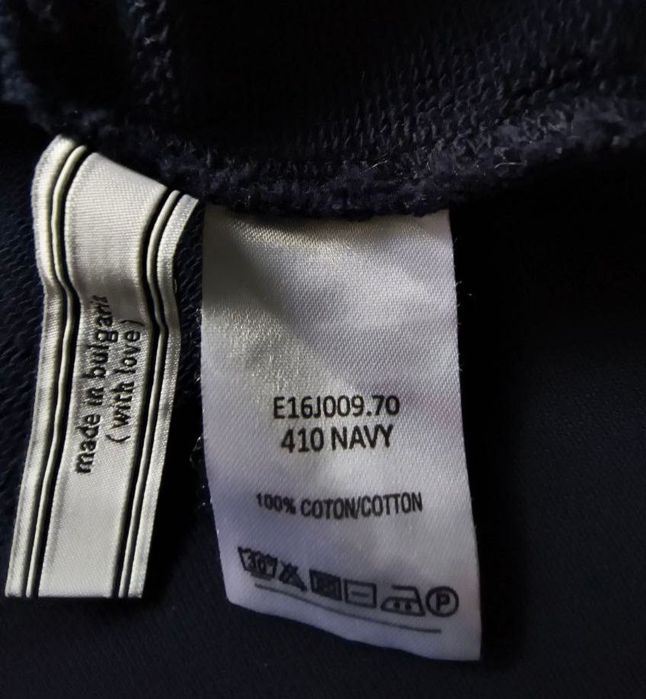 made in bulgaria
(with love)
E16J009.70
410 NAVY
100% COTON/COTTON
30°
P